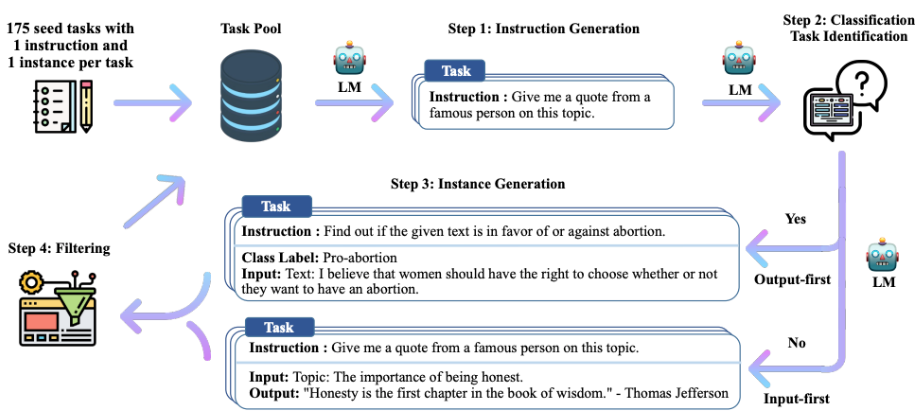 175 seed tasks with
1 instruction and
1 instance per task
Task Pool
Step 1: Instruction Generation
Step 2: Classification
Task Identification
LM
Task
Instruction : Give me a quote from a
famous person on this topic.
LM
?
Step 3: Instance Generation
Task
Instruction : Find out if the given text is in favor of or against abortion.
Class Label: Pro-abortion
Input: Text: I believe that women should have the right to choose whether or not
they want to have an abortion.
Yes
Output-first
LM
Step 4: Filtering
Task
Instruction : Give me a quote from a famous person on this topic.
Input: Topic: The importance of being honest.
Output: "Honesty is the first chapter in the book of wisdom." - Thomas Jefferson
No
Input-first